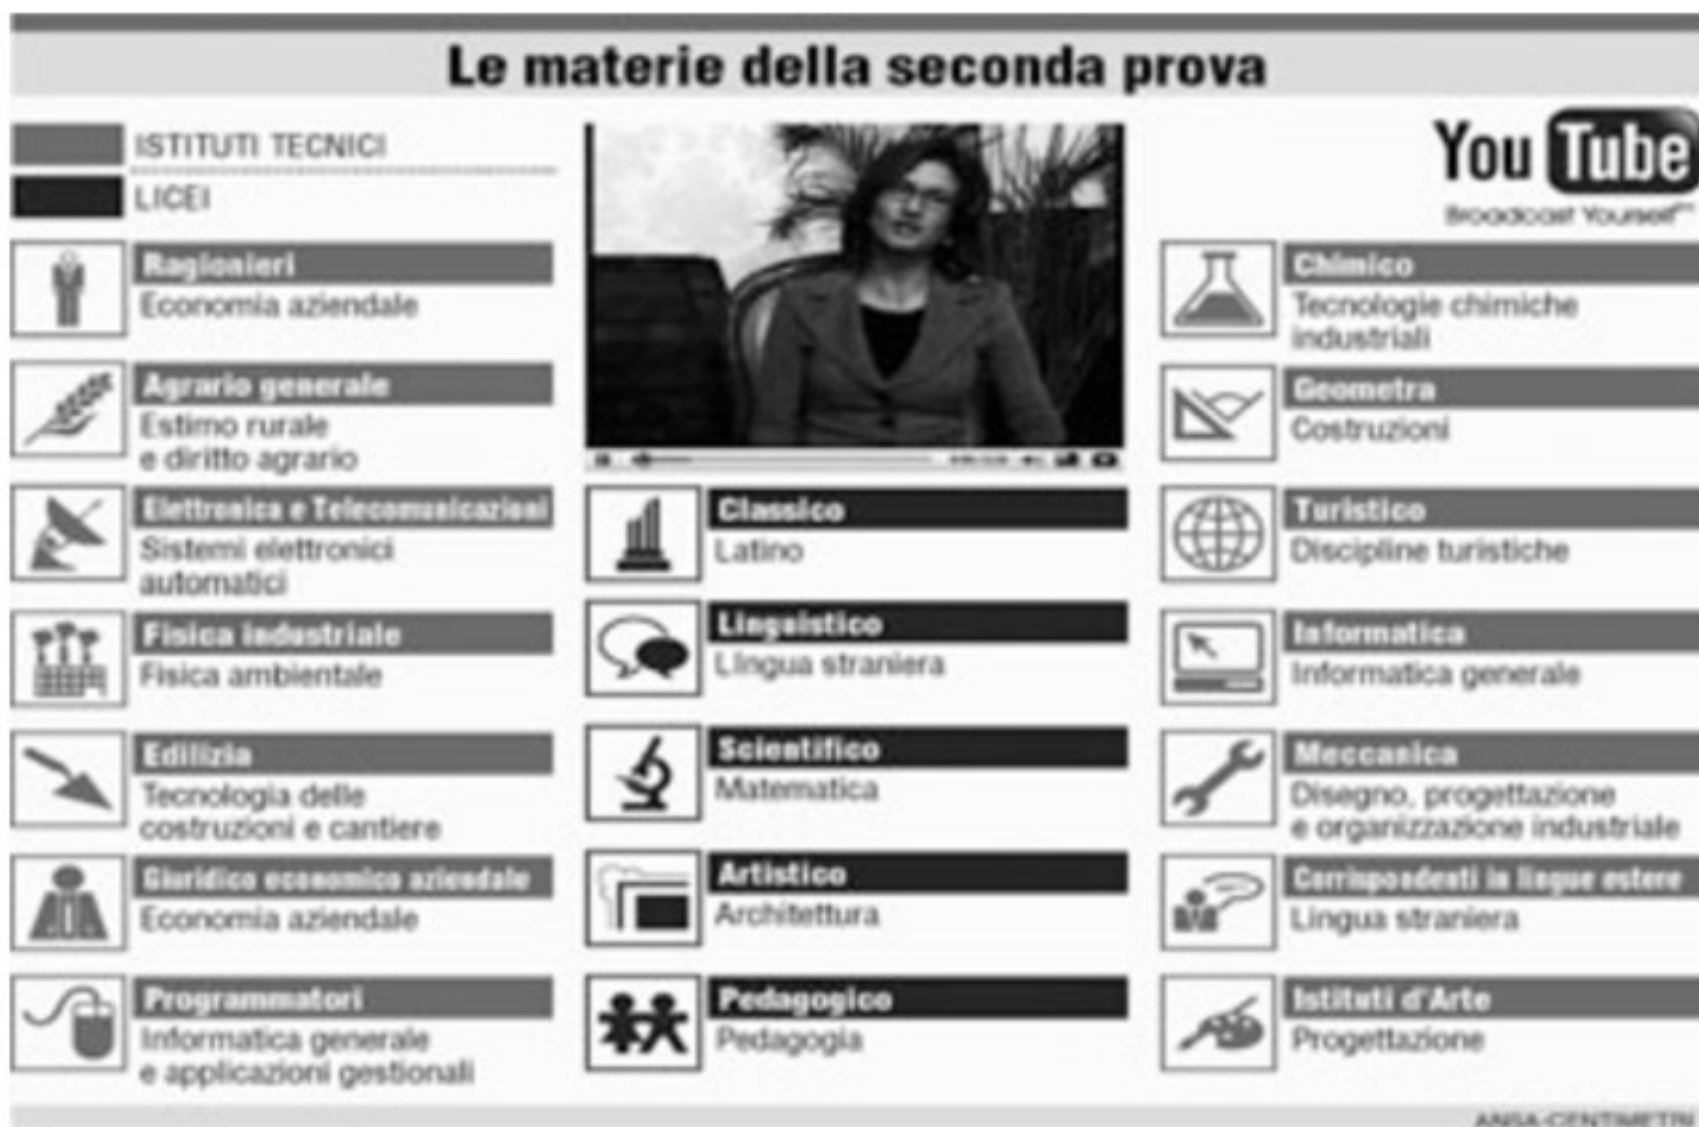 Le materie della seconda prova
ISTITUTI TECNICI
LICEI
You Tube
Broadcast Yourself™
Ragionieri
Economia aziendale
Agrario generale
Estimo rurale
e diritto agrario
Elettronica e Telecomunicazioni
Sistemi elettronici
automatici
Fisica industriale
Fisica ambientale
Edilizia
Tecnologia delle
costruzioni e cantiere
Giuridico economico aziendale
Economia aziendale
Programmatori
Informatica generale
e applicazioni gestionali
Classico
Latino
Linguistico
LIngua straniera
Scientifico
Matematica
Artistico
Architettura
Pedagogico
Pedagogia
Chimico
Tecnologie chimiche
industriali
Geometra
Costruzioni
Turistico
Discipline turistiche
Informatica
Informatica generale
Meccanica
Disegno, progettazione
e organizzazione industriale
Corrispondenti in lingue estere
Lingua straniera
Istituti d'Arte
Progettazione
ANSA-CENTIMETRI